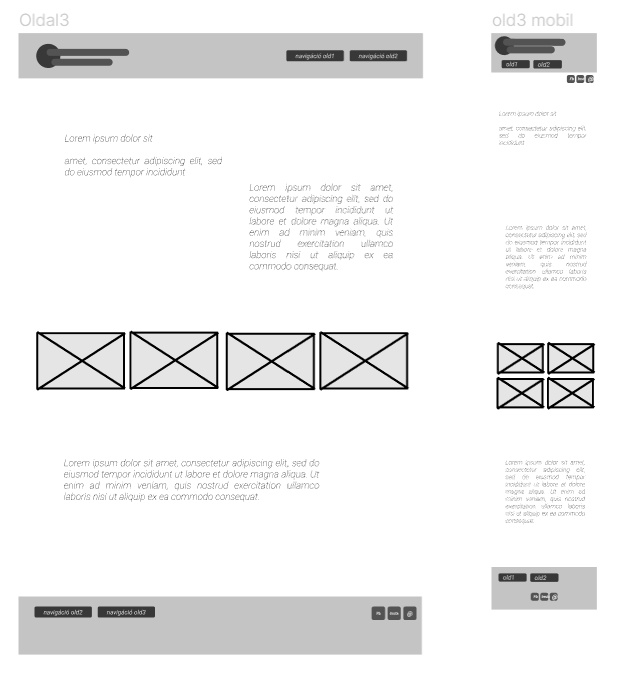 Oldal3
navigáció old1
navigáció old2
Lorem ipsum dolor sit
amet, consectetur adipiscing elit, sed
do eiusmod tempor incididunt
Lorem ipsum dolor sit amet,
consectetur adipiscing elit, sed do
eiusmod tempor incididunt ut
labore et dolore magna aliqua. Ut
enim ad minim veniam, quis
nostrud exercitation ullamco
laboris nisi ut aliquip ex ea
commodo consequat.
Lorem ipsum dolor sit amet, consectetur adipiscing elit, sed do
eiusmod tempor incididunt ut labore et dolore magna aliqua. Ut
enim ad minim veniam, quis nostrud exercitation ullamco
laboris nisi ut aliquip ex ea commodo consequat.
navigáció old2
navigáció old3
Fb
Insta
@
old3 mobil
old1
old2
Fb
Insta
@
Lorem ipsum dolor sit
amet, consectetur adipiscing elit,
sed do eiusmod tempor
incididunt
Lorem ipsum dolor sit amet,
consectetur adipiscing elit, sed
do eiusmod tempor incididunt
ut labore et dolore magna
aliqua. Ut enim ad minim
veniam, quis nostrud
exercitation ullamco laboris
nisi ut aliquip ex ea commodo
consequat.
Lorem ipsum dolor sit amet,
consectetur adipiscing elit,
sed do eiusmod tempor
incididunt ut labore et dolore
magna aliqua. Ut enim ad
minim veniam, quis nostrud
exercitation ullamco laboris
nisi ut aliquip ex ea commodo
consequat.
old1
old2
Fb
Insta
@